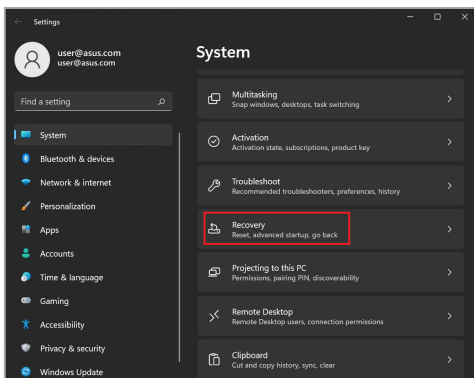 Settings
user@asus.com
user@asus.com
Find a setting
System
Bluetooth & devices
Network & internet
Personalization
Apps
Accounts
Time & language
Gaming
Accessibility
Privacy & security
Windows Update
System
Multitasking
Snap windows, desktops, task switching
Activation
Activation state, subscriptions, product key
Troubleshoot
Recommended troubleshooters, preferences, history
Recovery
Reset, advanced startup, go back
Projecting to this PC
Permissions, pairing PIN, discoverability
Remote Desktop
Remote Desktop users, connection permissions
Clipboard
Cut and copy history, sync, clear